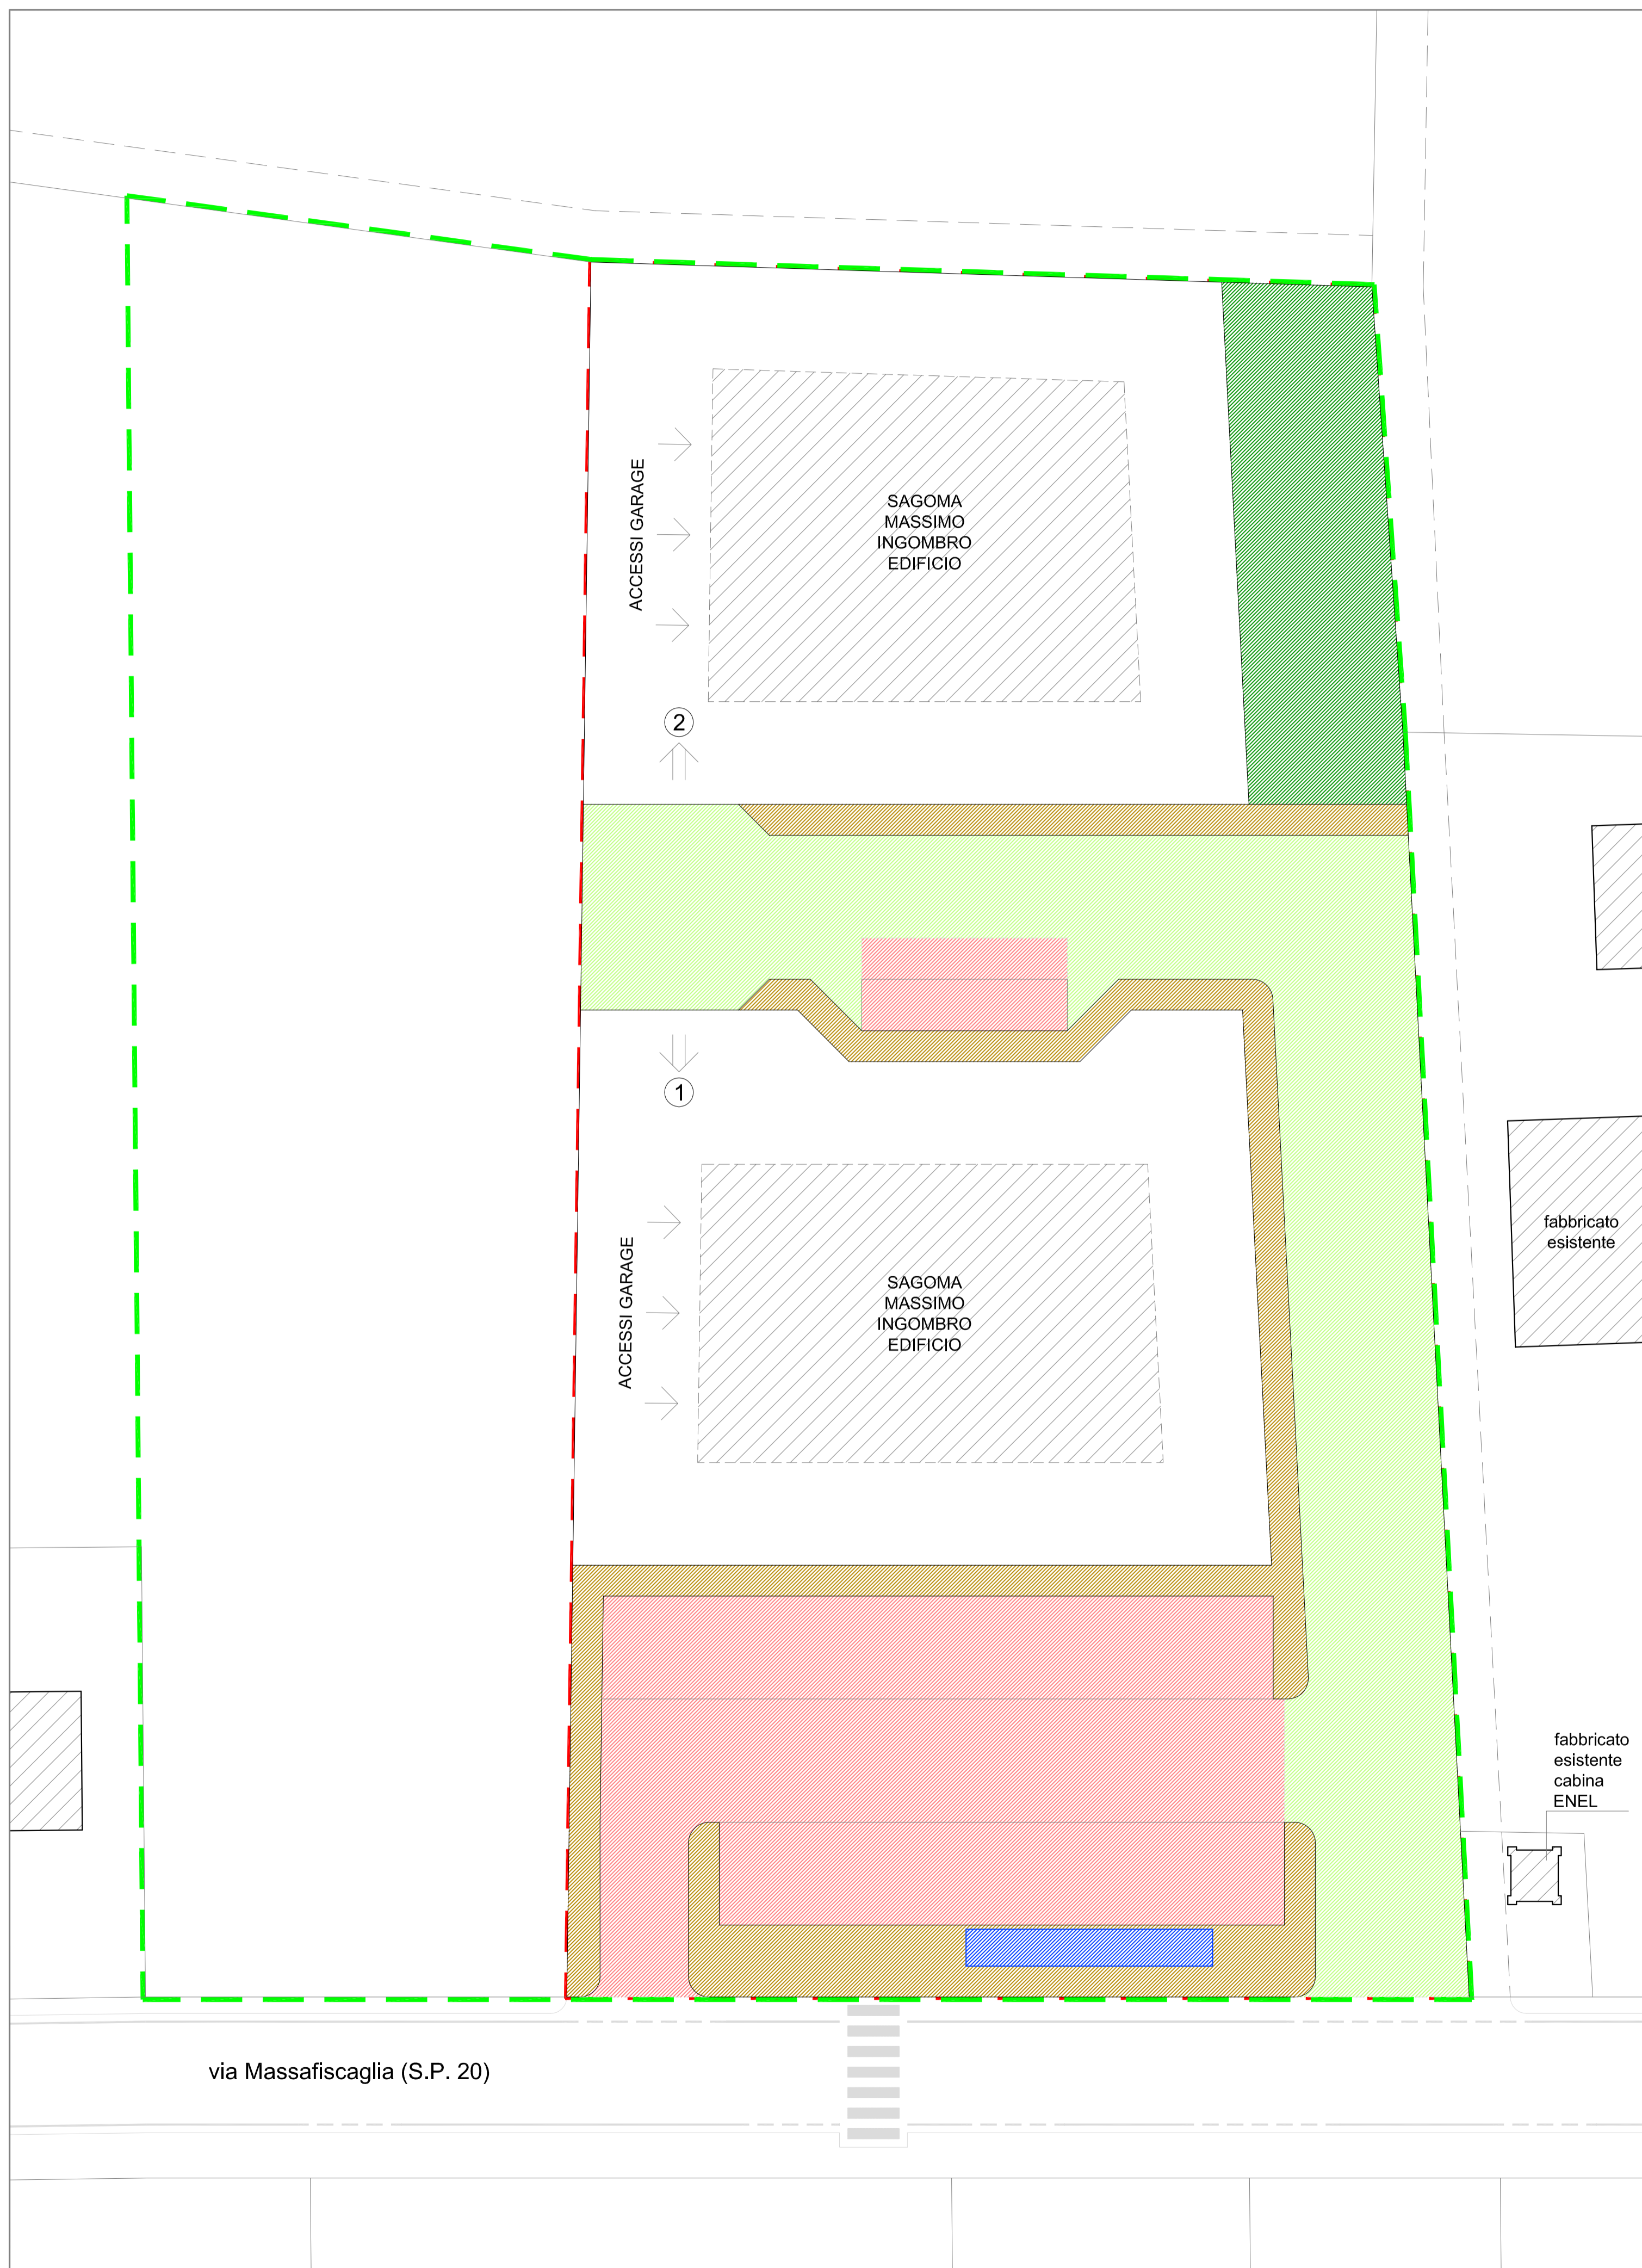 ACCESSI GARAGE
SAGOMA
MASSIMO
INGOMBRO
EDIFICIO
2
1
fabbricato
esistente
ACCESSI GARAGE
SAGOMA
MASSIMO
INGOMBRO
EDIFICIO
fabbricato
esistente
cabina
ENEL
via Massafiscaglia (S.P. 20)